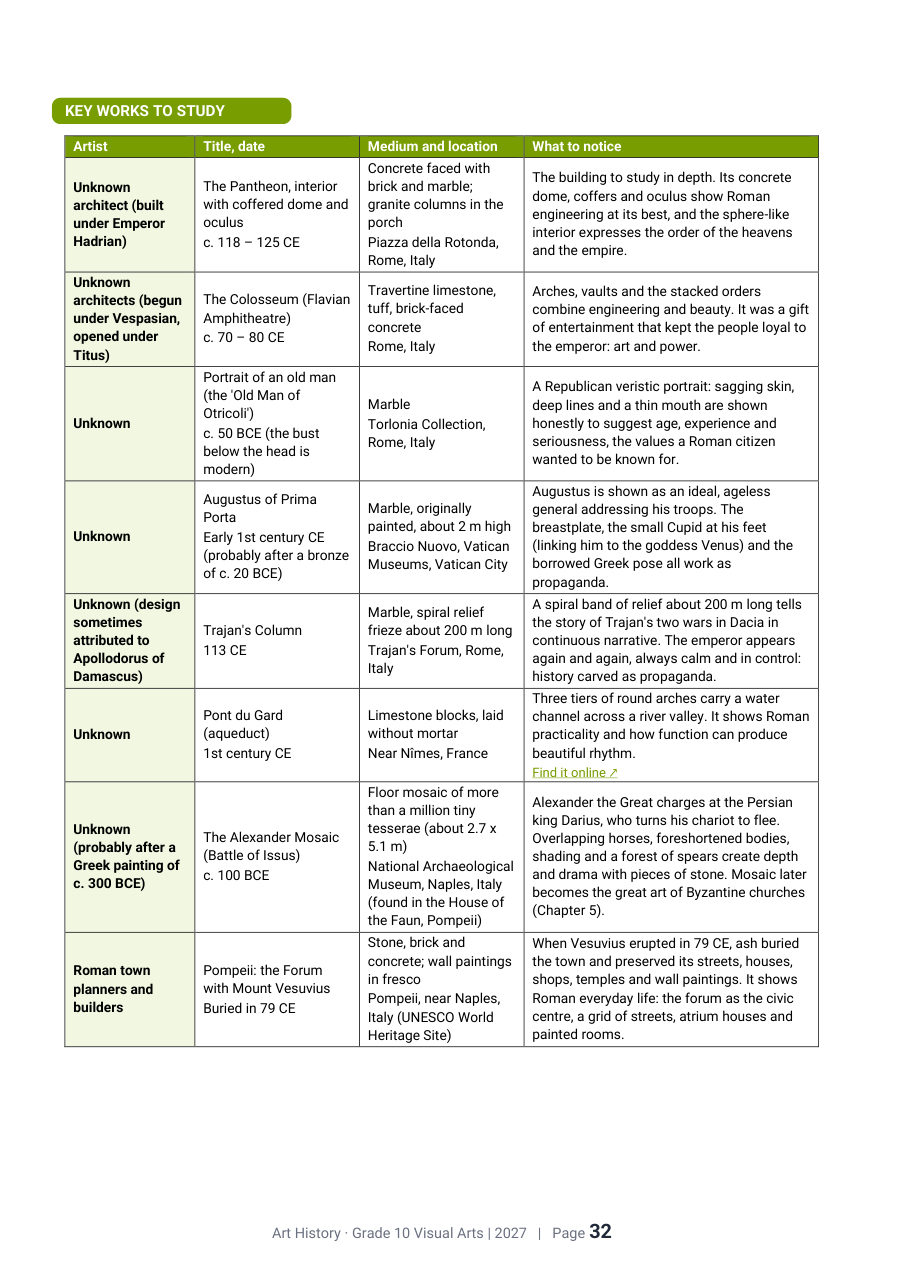 KEY WORKS TO STUDY
Artist
Title, date
Medium and location
What to notice
Unknown
architect (built
under Emperor
Hadrian)
The Pantheon, interior
with coffered dome and
oculus
c. 118 – 125 CE
Concrete faced with
brick and marble;
granite columns in the
porch
Piazza della Rotonda,
Rome, Italy
The building to study in depth. Its concrete
dome, coffers and oculus show Roman
engineering at its best, and the sphere-like
interior expresses the order of the heavens
and the empire.
Unknown
architects (begun
under Vespasian,
opened under
Titus)
The Colosseum (Flavian
Amphitheatre)
c. 70 – 80 CE
Travertine limestone,
tuff, brick-faced
concrete
Rome, Italy
Arches, vaults and the stacked orders
combine engineering and beauty. It was a gift
of entertainment that kept the people loyal to
the emperor: art and power.
Unknown
Portrait of an old man
(the 'Old Man of
Otricoli')
c. 50 BCE (the bust
below the head is
modern)
Marble
Torlonia Collection,
Rome, Italy
A Republican veristic portrait: sagging skin,
deep lines and a thin mouth are shown
honestly to suggest age, experience and
seriousness, the values a Roman citizen
wanted to be known for.
Unknown
Augustus of Prima
Porta
Early 1st century CE
(probably after a bronze
of c. 20 BCE)
Marble, originally
painted, about 2 m high
Braccio Nuovo, Vatican
Museums, Vatican City
Augustus is shown as an ideal, ageless
general addressing his troops. The
breastplate, the small Cupid at his feet
(linking him to the goddess Venus) and the
borrowed Greek pose all work as
propaganda.
Unknown (design
sometimes
attributed to
Apollodorus of
Damascus)
Trajan's Column
113 CE
Marble, spiral relief
frieze about 200 m long
Trajan's Forum, Rome,
Italy
A spiral band of relief about 200 m long tells
the story of Trajan's two wars in Dacia in
continuous narrative. The emperor appears
again and again, always calm and in control:
history carved as propaganda.
Unknown
Pont du Gard
(aqueduct)
1st century CE
Limestone blocks, laid
without mortar
Near Nîmes, France
Three tiers of round arches carry a water
channel across a river valley. It shows Roman
practicality and how function can produce
beautiful rhythm.
Find it online ↗
Unknown
(probably after a
Greek painting of
c. 300 BCE)
The Alexander Mosaic
(Battle of Issus)
c. 100 BCE
Floor mosaic of more
than a million tiny
tesserae (about 2.7 x
5.1 m)
National Archaeological
Museum, Naples, Italy
(found in the House of
the Faun, Pompeii)
Alexander the Great charges at the Persian
king Darius, who turns his chariot to flee.
Overlapping horses, foreshortened bodies,
shading and a forest of spears create depth
and drama with pieces of stone. Mosaic later
becomes the great art of Byzantine churches
(Chapter 5).
Roman town
planners and
builders
Pompeii: the Forum
with Mount Vesuvius
Buried in 79 CE
Stone, brick and
concrete; wall paintings
in fresco
Pompeii, near Naples,
Italy (UNESCO World
Heritage Site)
When Vesuvius erupted in 79 CE, ash buried
the town and preserved its streets, houses,
shops, temples and wall paintings. It shows
Roman everyday life: the forum as the civic
centre, a grid of streets, atrium houses and
painted rooms.
Art History · Grade 10 Visual Arts | 2027 | Page 32